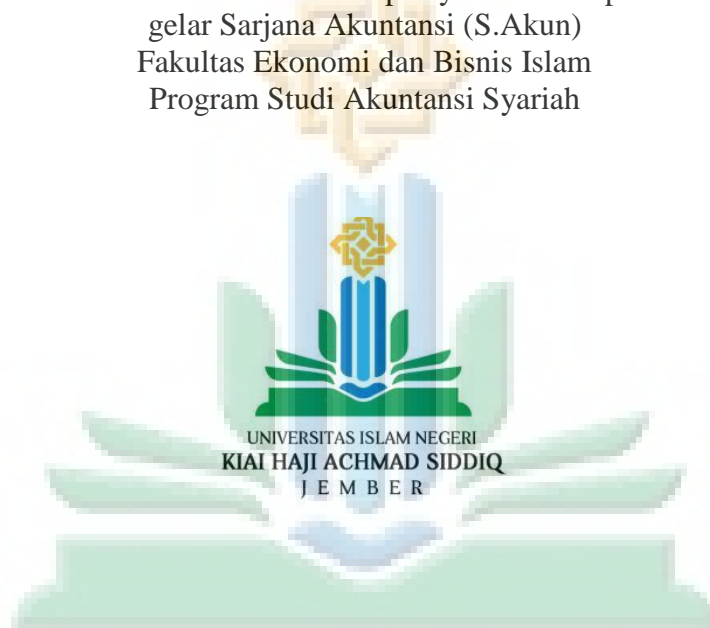 gelar Sarjana Akuntansi (S.Akun)
Fakultas Ekonomi dan Bisnis Islam
Program Studi Akuntansi Syariah
UNIVERSITAS ISLAM NEGERI
KIAI HAJI ACHMAD SIDDIQ
JEMBER